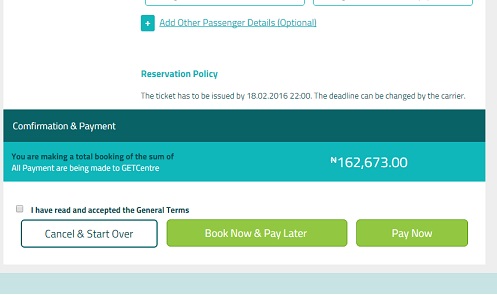 + Add Other Passenger Details (Optional)
Reservation Policy
The ticket has to be issued by 18.02.2016 22:00. The deadline can be changed by the carrier.
Comfirmation & Payment
You are making a total booking of the sum of
All Payment are being made to GETCentre
₦162,673.00
I have read and accepted the General Terms
Cancel & Start Over
Book Now & Pay Later
Pay Now